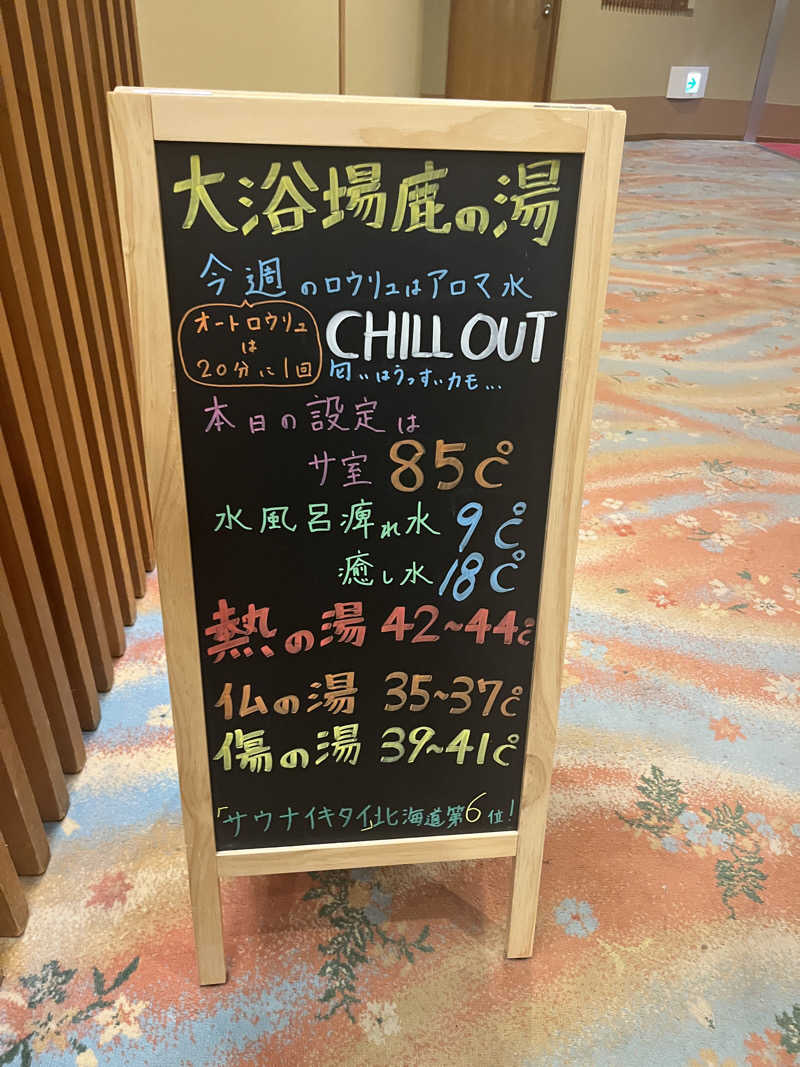 大浴場鹿の湯
今週のロウリュはアロマ水
オートロウリュ
は
20分に1回
CHILL OUT
匂いはうっすいカモ...
本日の設定は
サ室 85℃
水風呂痺れ水 9℃
癒し水 18℃
熱の湯 42~44℃
仏の湯 35~37℃
傷の湯 39~41℃
「サウナイキタイ」北海道第6位!